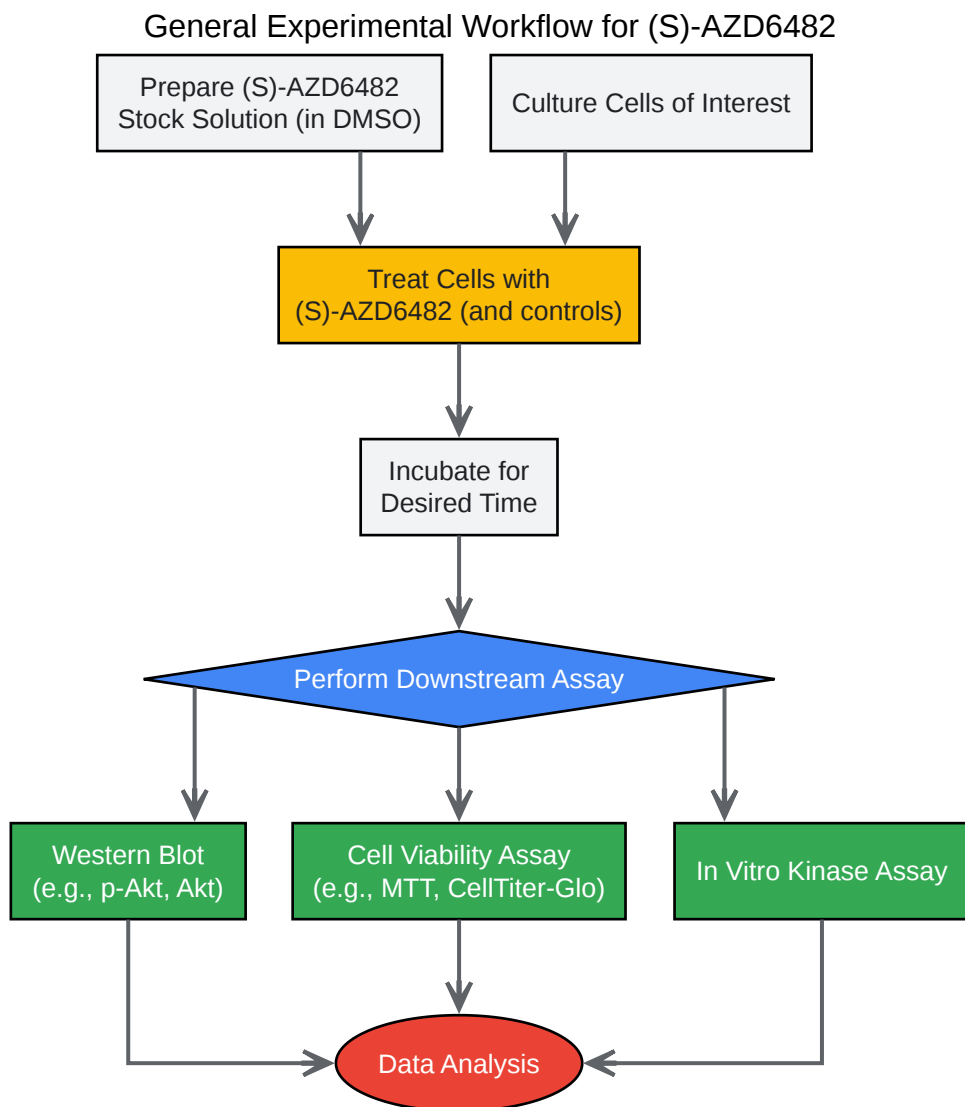 General Experimental Workflow for (S)-AZD6482
Prepare (S)-AZD6482
Stock Solution (in DMSO)
Culture Cells of Interest
Treat Cells with
(S)-AZD6482 (and controls)
Incubate for
Desired Time
Perform Downstream Assay
Western Blot
(e.g., p-Akt, Akt)
Cell Viability Assay
(e.g., MTT, CellTiter-Glo)
In Vitro Kinase Assay
Data Analysis